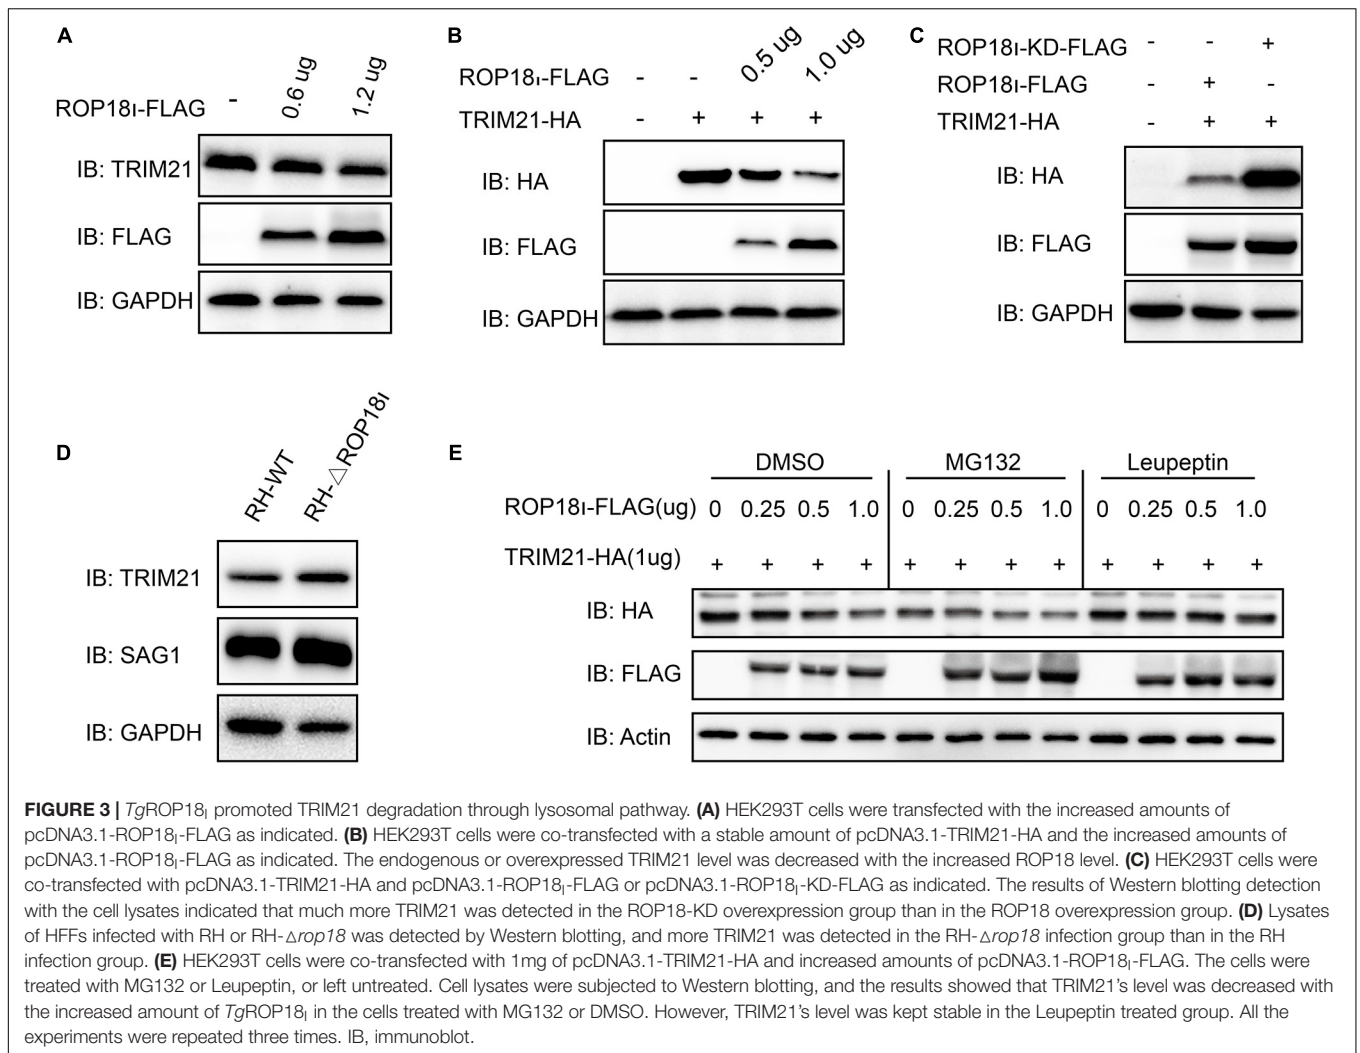 A
ROP18ı-FLAG - 0.6 ug 1.2 ug
IB: TRIM21
IB: FLAG
IB: GAPDH
B
ROP18ı-FLAG - - 0.5 ug 1.0 ug
TRIM21-HA - + + +
IB: HA
IB: FLAG
IB: GAPDH
C
ROP18ı-KD-FLAG - - +
ROP18ı-FLAG - + -
TRIM21-HA - + +
IB: HA
IB: FLAG
IB: GAPDH
D
RH-WT RH-△ROP18ı
IB: TRIM21
IB: SAG1
IB: GAPDH
E
DMSO MG132 Leupeptin
ROP18ı-FLAG(ug) 0 0.25 0.5 1.0 0 0.25 0.5 1.0 0 0.25 0.5 1.0
TRIM21-HA(1ug) + + + + + + + + + + + +
IB: HA
IB: FLAG
IB: Actin
FIGURE 3 | TgROP18I promoted TRIM21 degradation through lysosomal pathway. (A) HEK293T cells were transfected with the increased amounts of
pcDNA3.1-ROP18I-FLAG as indicated. (B) HEK293T cells were co-transfected with a stable amount of pcDNA3.1-TRIM21-HA and the increased amounts of
pcDNA3.1-ROP18I-FLAG as indicated. The endogenous or overexpressed TRIM21 level was decreased with the increased ROP18 level. (C) HEK293T cells were
co-transfected with pcDNA3.1-TRIM21-HA and pcDNA3.1-ROP18I-FLAG or pcDNA3.1-ROP18I-KD-FLAG as indicated. The results of Western blotting detection
with the cell lysates indicated that much more TRIM21 was detected in the ROP18-KD overexpression group than in the ROP18 overexpression group. (D) Lysates
of HFFs infected with RH or RH-△rop18 was detected by Western blotting, and more TRIM21 was detected in the RH-△rop18 infection group than in the RH
infection group. (E) HEK293T cells were co-transfected with 1mg of pcDNA3.1-TRIM21-HA and increased amounts of pcDNA3.1-ROP18I-FLAG. The cells were
treated with MG132 or Leupeptin, or left untreated. Cell lysates were subjected to Western blotting, and the results showed that TRIM21's level was decreased with
the increased amount of TgROP18I in the cells treated with MG132 or DMSO. However, TRIM21's level was kept stable in the Leupeptin treated group. All the
experiments were repeated three times. IB, immunoblot.